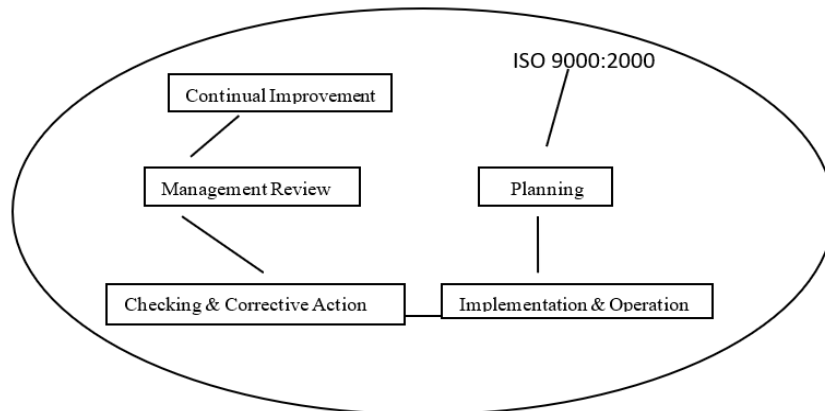 ISO 9000:2000
Continual Improvement
Management Review
Planning
Checking & Corrective Action
Implementation & Operation